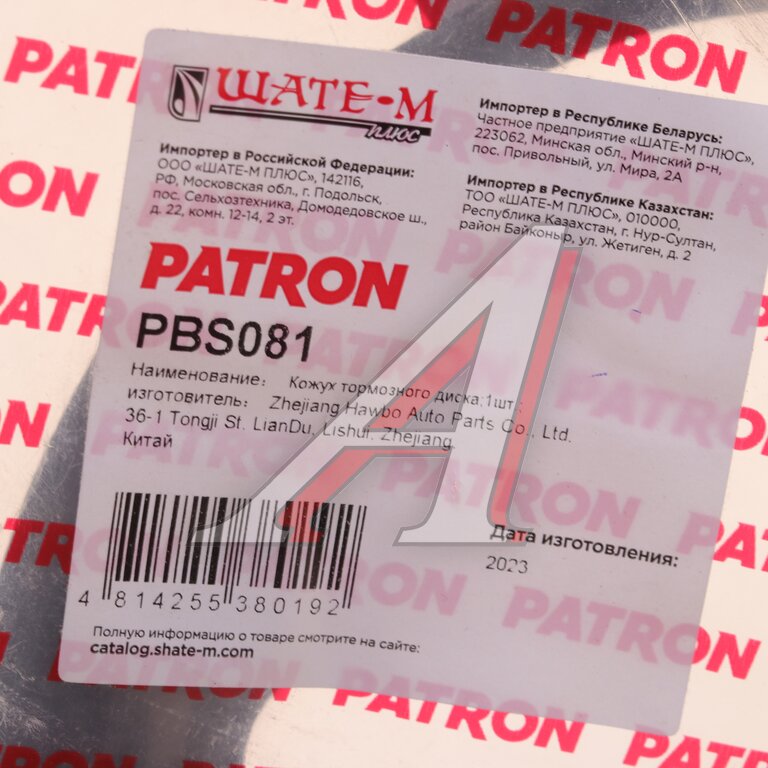 ШАТЕ-М
плюс
Импортер в Российской Федерации:
ООО «ШАТЕ-М ПЛЮС», 142116,
РФ, Московская обл., г. Подольск,
пос. Сельхозтехника, Домодедовское ш.,
д. 22, комн. 12-14, 2 эт.
Импортер в Республике Беларусь:
Частное предприятие «ШАТЕ-М ПЛЮС»,
223062, Минская обл., Минский р-н,
пос. Привольный, ул. Мира, 2А
Импортер в Республике Казахстан:
ТОО «ШАТЕ-М ПЛЮС», 010000,
Республика Казахстан, г. Нур-Султан,
район Байконыр, ул. Жетиген, д. 2
PATRON
PBS081
Наименование: Кожух тормозного диска;1шт.;
изготовитель: Zhejiang Hawbo Auto Parts Co., Ltd.
36-1 Tongji St. LianDu, Lishui. Zhejiang.
Китай
Дата изготовления:
2023
4 814255 380192
Полную информацию о товаре смотрите на сайте:
catalog.shate-m.com
PATRON
PATRON
PATRON
PATRON
PATRON
PATRON